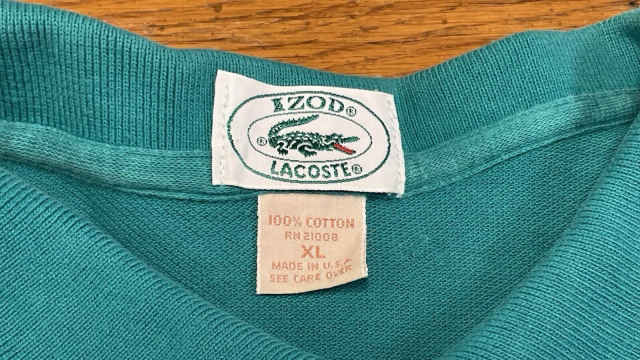 IZOD®
®
LACOSTE®
100% COTTON
RN 21008
XL
MADE IN U.S.A.
SEE CARE OVER